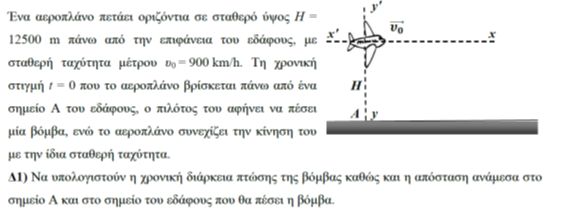 Ένα αεροπλάνο πετάει οριζόντια σε σταθερό ύψος H =
12500 m πάνω από την επιφάνεια του εδάφους, με
σταθερή ταχύτητα μέτρου υ₀ = 900 km/h. Τη χρονική
στιγμή t = 0 που το αεροπλάνο βρίσκεται πάνω από ένα
σημείο Α του εδάφους, ο πιλότος του αφήνει να πέσει
μία βόμβα, ενώ το αεροπλάνο συνεχίζει την κίνηση του
με την ίδια σταθερή ταχύτητα.
Δ1) Να υπολογιστούν η χρονική διάρκεια πτώσης της βόμβας καθώς και η απόσταση ανάμεσα στο
σημείο Α και στο σημείο του εδάφους που θα πέσει η βόμβα.
y'
υ₀
x'
x
H
A
y